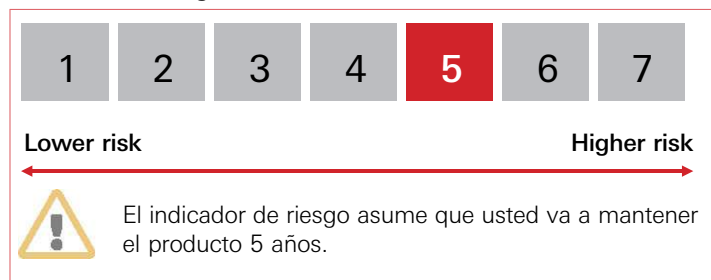 1 2 3 4 5 6 7
Lower risk Higher risk
El indicador de riesgo asume que usted va a mantener
el producto 5 años.